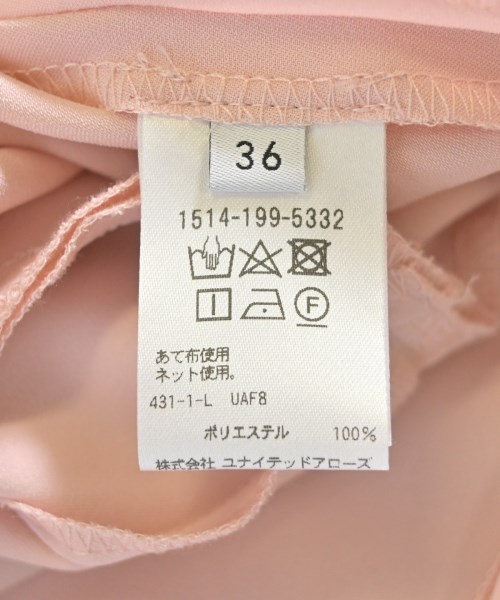 36
1514-199-5332
F
あて布使用
ネット使用。
431-1-L UAF8
ポリエステル 100%
株式会社 ユナイテッドアローズ